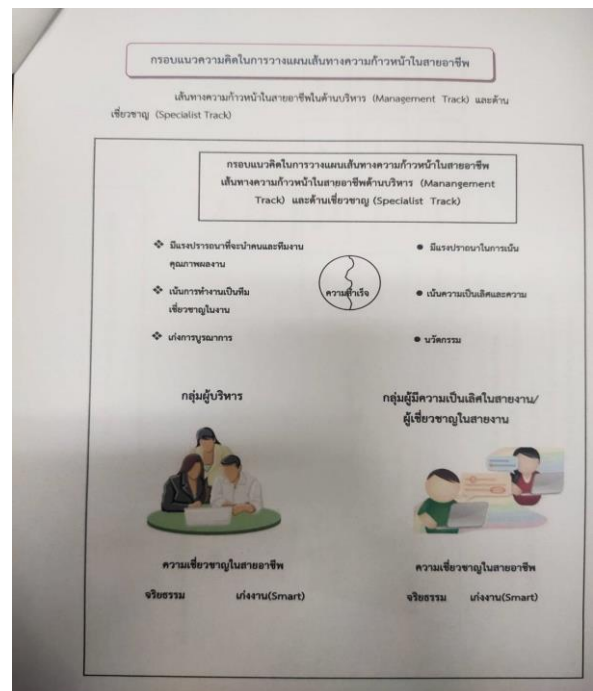 กรอบแนวความคิดในการวางแผนเส้นทางความก้าวหน้าในสายอาชีพ
เส้นทางความก้าวหน้าในสายอาชีพในด้านบริหาร (Management Track) และด้าน
เชี่ยวชาญ (Specialist Track)
กรอบแนวคิดในการวางแผนเส้นทางความก้าวหน้าในสายอาชีพ
เส้นทางความก้าวหน้าในสายอาชีพด้านบริหาร (Manangement
Track) และด้านเชี่ยวชาญ (Specialist Track)
❖ มีแรงปรารถนาที่จะนำคนและทีมงาน
คุณภาพผลงาน
❖ เน้นการทำงานเป็นทีม
เชี่ยวชาญในงาน
❖ เก่งการบูรณาการ
ความสำเร็จ
● มีแรงปราถนาในการเน้น
● เน้นความเป็นเลิศและความ
● นวัตกรรม
กลุ่มผู้บริหาร
กลุ่มผู้มีความเป็นเลิศในสายงาน/
ผู้เชี่ยวชาญในสายงาน
ความเชี่ยวชาญในสายอาชีพ
จริยธรรม เก่งงาน(Smart)
ความเชี่ยวชาญในสายอาชีพ
จริยธรรม เก่งงาน(Smart)